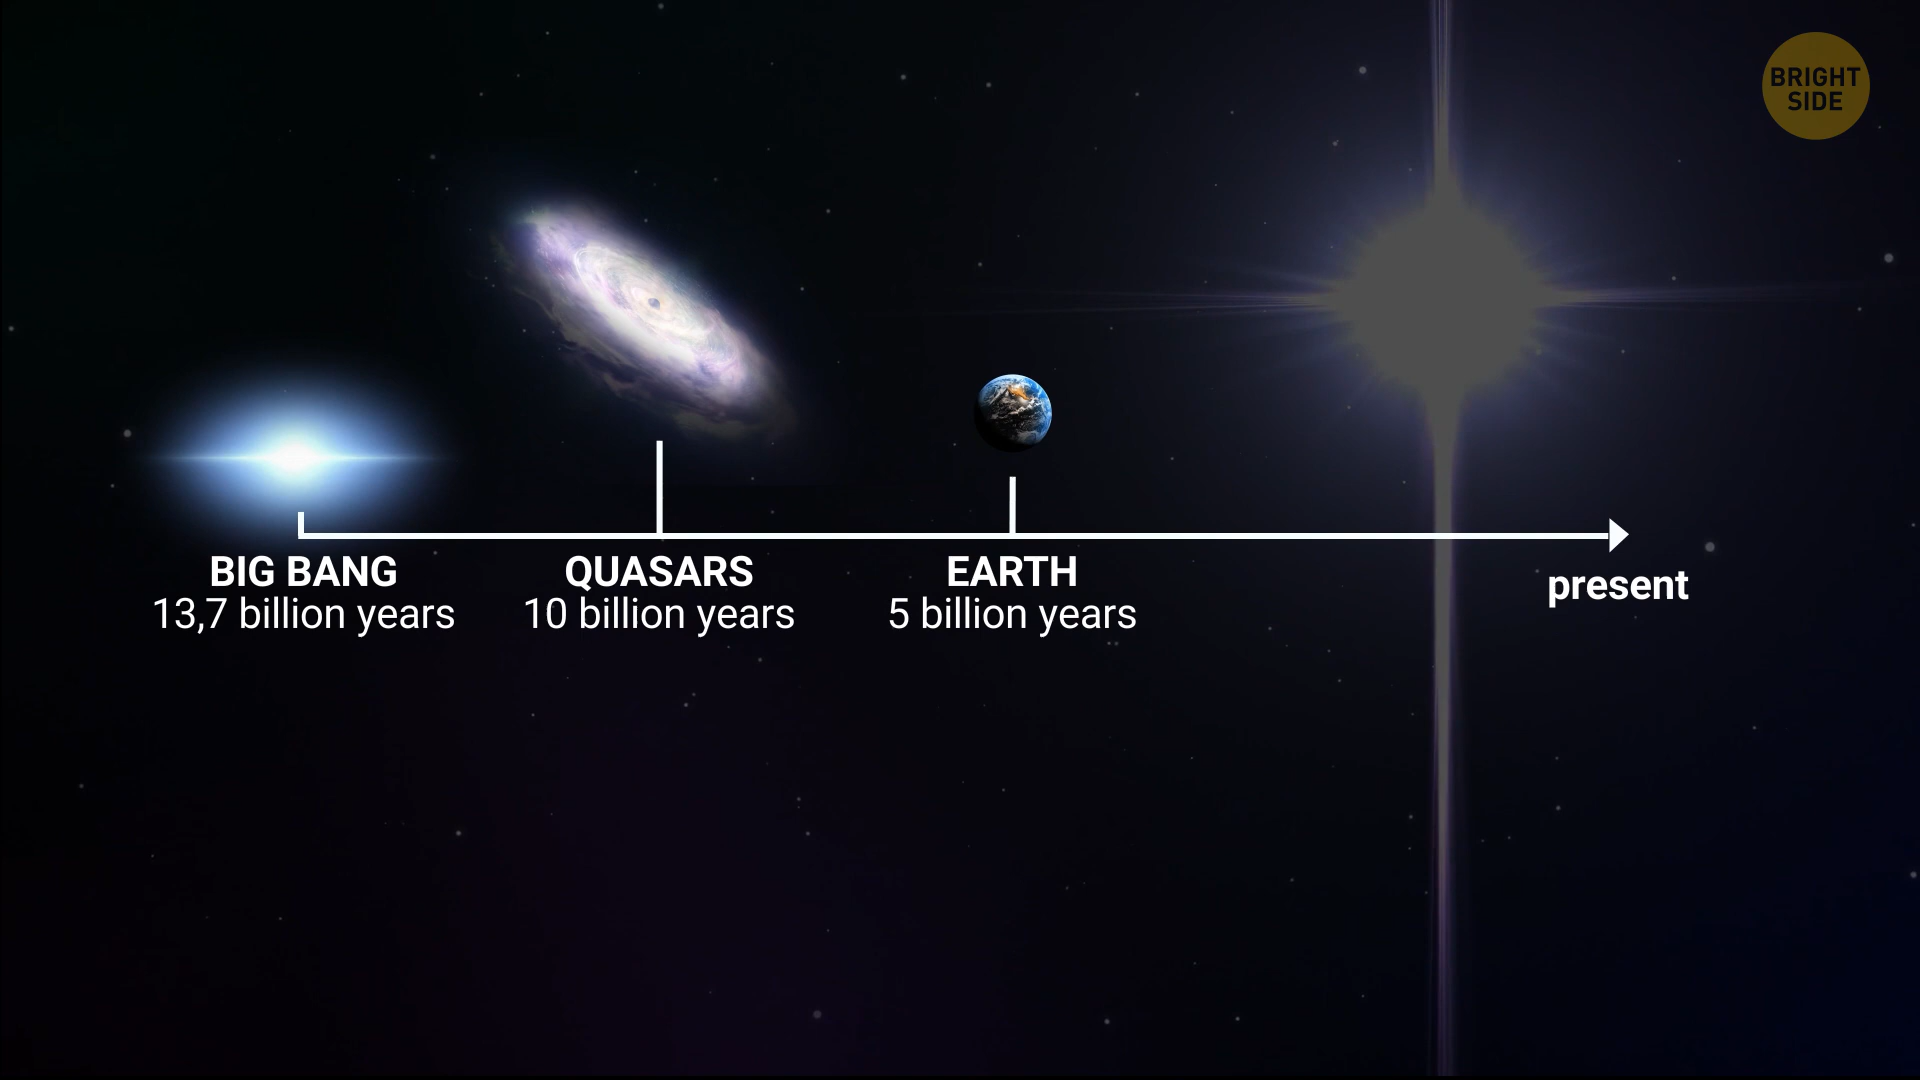 BRIGHT
SIDE
BIG BANG
13,7 billion years
QUASARS
10 billion years
EARTH
5 billion years
present